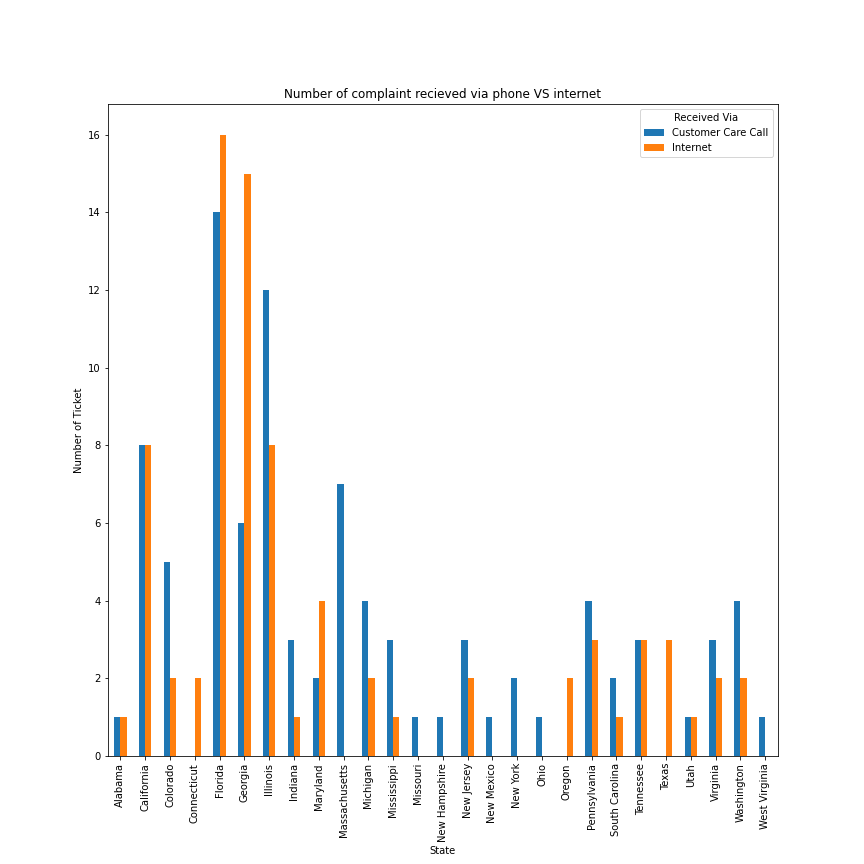 Number of complaint recieved via phone VS internet
Received Via
Customer Care Call
Internet
16
14
12
10
8
6
4
2
0
Number of Ticket
Alabama
California
Colorado
Connecticut
Florida
Georgia
Illinois
Indiana
Maryland
Massachusetts
Michigan
Mississippi
Missouri
New Hampshire
New Jersey
New Mexico
New York
Ohio
Oregon
Pennsylvania
South Carolina
Tennessee
Texas
Utah
Virginia
Washington
West Virginia
State